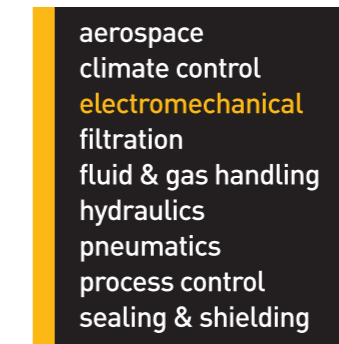 aerospace
climate control
electromechanical
filtration
fluid & gas handling
hydraulics
pneumatics
process control
sealing & shielding